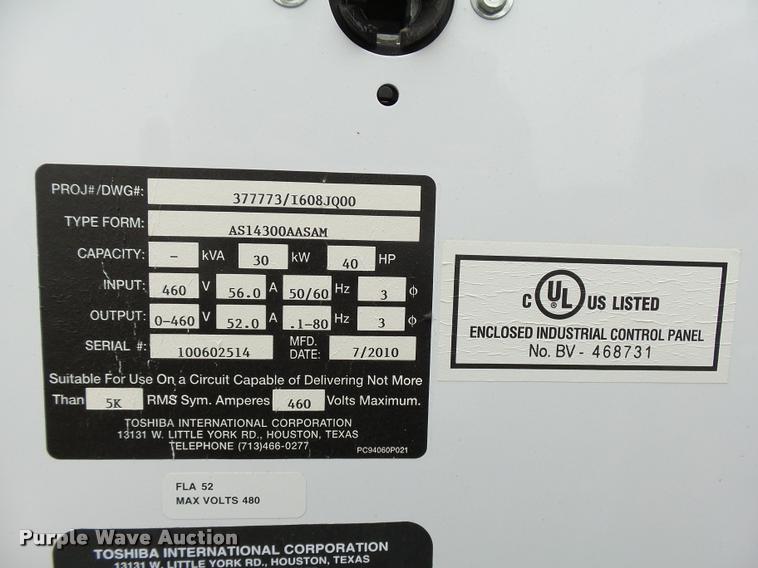 PROJ#/DWG#: 377773/I608JQ00
TYPE FORM: AS14300AASAM
CAPACITY: - kVA 30 kW 40 HP
INPUT: 460 V 56.0 A 50/60 Hz 3 ϕ
OUTPUT: 0-460 V 52.0 A .1-80 Hz 3 ϕ
SERIAL #: 100602514 MFD. DATE: 7/2010
Suitable For Use On a Circuit Capable of Delivering Not More
Than 5K RMS Sym. Amperes 460 Volts Maximum.
TOSHIBA INTERNATIONAL CORPORATION
13131 W. LITTLE YORK RD., HOUSTON, TEXAS
TELEPHONE (713)466-0277
PC94060P021
C UL US LISTED
ENCLOSED INDUSTRIAL CONTROL PANEL
No. BV - 468731
FLA 52
MAX VOLTS 480
Purple Wave Auction
TOSHIBA INTERNATIONAL CORPORATION
13131 W. LITTLE YORK RD., HOUSTON, TEXAS